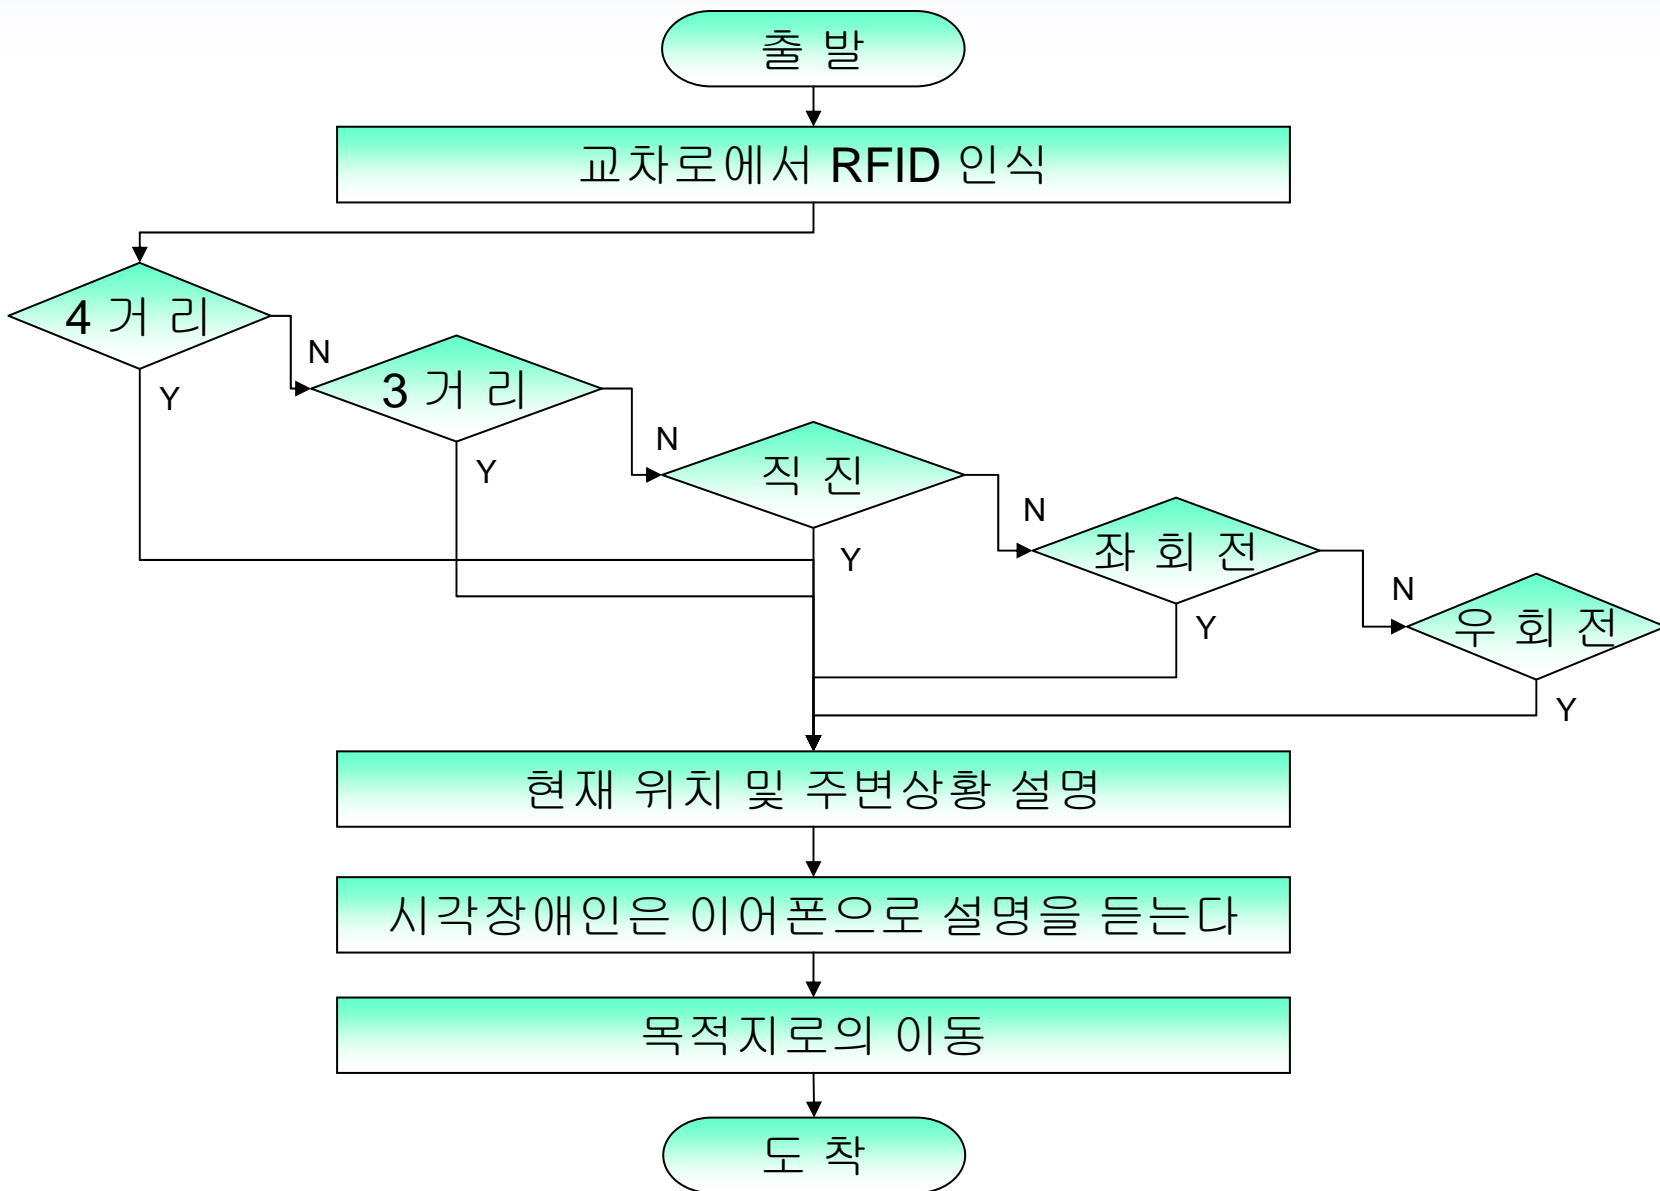 출 발
교차로에서 RFID 인식
4 거 리
N
Y
3 거 리
N
Y
직 진
N
Y
좌 회 전
N
Y
우 회 전
Y
현재 위치 및 주변상황 설명
시각장애인은 이어폰으로 설명을 듣는다
목적지로의 이동
도 착